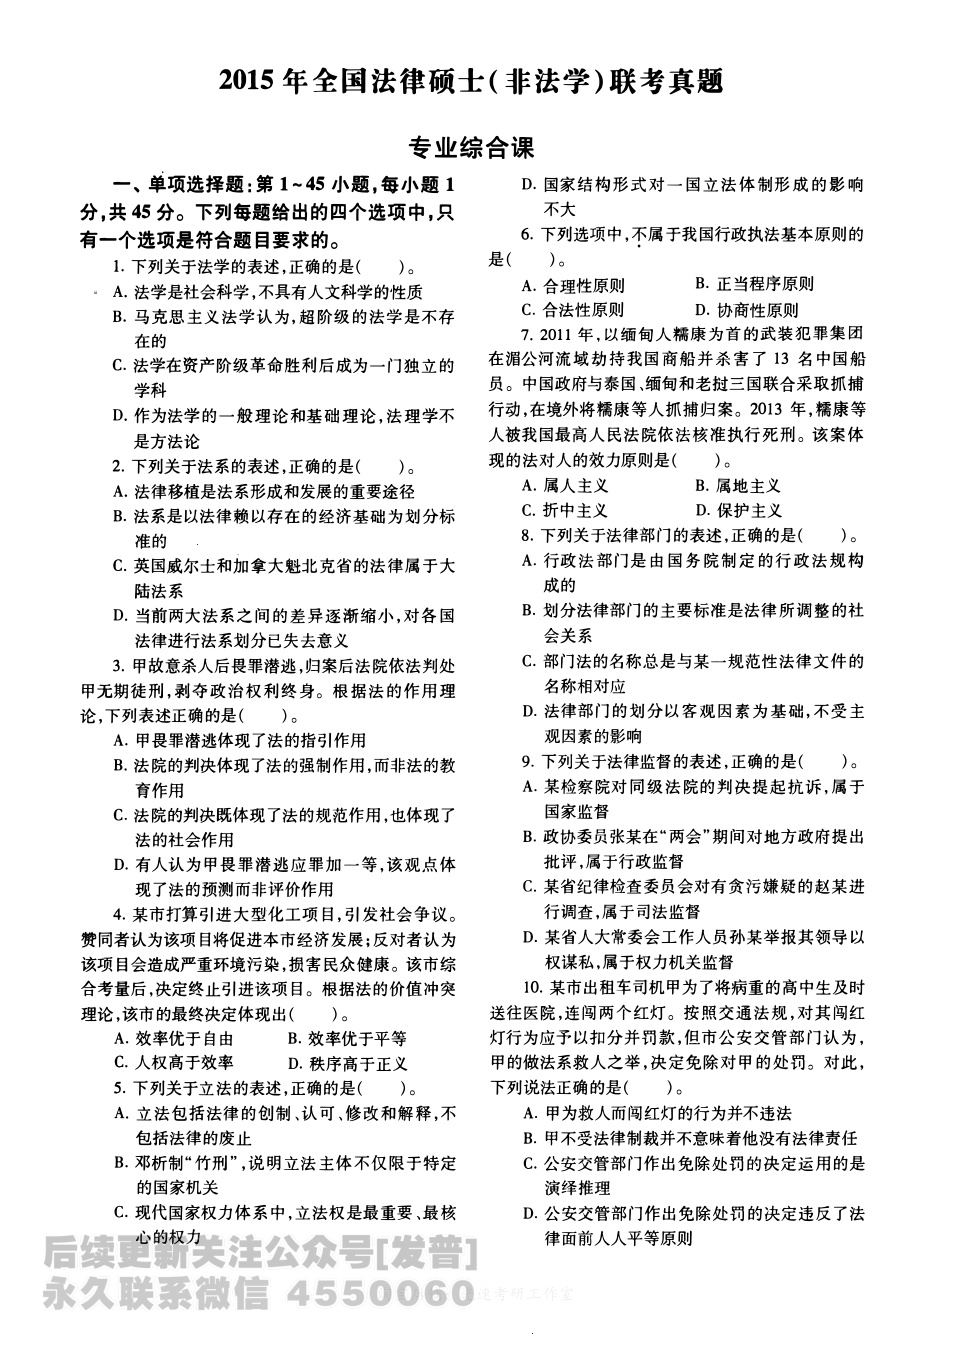 2015 年全国法律硕士(非法学)联考真题
专业综合课
一、单项选择题:第 1~45 小题,每小题 1
分,共 45 分。下列每题给出的四个选项中,只
有一个选项是符合题目要求的。
1. 下列关于法学的表述,正确的是(  )。
A. 法学是社会科学,不具有人文科学的性质
B. 马克思主义法学认为,超阶级的法学是不存
在的
C. 法学在资产阶级革命胜利后成为一门独立的
学科
D. 作为法学的一般理论和基础理论,法理学不
是方法论
2. 下列关于法系的表述,正确的是(  )。
A. 法律移植是法系形成和发展的重要途径
B. 法系是以法律赖以存在的经济基础为划分标
准的
C. 英国威尔士和加拿大魁北克省的法律属于大
陆法系
D. 当前两大法系之间的差异逐渐缩小,对各国
法律进行法系划分已失去意义
3. 甲故意杀人后畏罪潜逃,归案后法院依法判处
甲无期徒刑,剥夺政治权利终身。根据法的作用理
论,下列表述正确的是(  )。
A. 甲畏罪潜逃体现了法的指引作用
B. 法院的判决体现了法的强制作用,而非法的教
育作用
C. 法院的判决既体现了法的规范作用,也体现了
法的社会作用
D. 有人认为甲畏罪潜逃应罪加一等,该观点体
现了法的预测而非评价作用
4. 某市打算引进大型化工项目,引发社会争议。
赞同者认为该项目将促进本市经济发展;反对者认为
该项目会造成严重环境污染,损害民众健康。该市综
合考量后,决定终止引进该项目。根据法的价值冲突
理论,该市的最终决定体现出(  )。
A. 效率优于自由 B. 效率优于平等
C. 人权高于效率 D. 秩序高于正义
5. 下列关于立法的表述,正确的是(  )。
A. 立法包括法律的创制、认可、修改和解释,不
包括法律的废止
B. 邓析制“竹刑”,说明立法主体不仅限于特定
的国家机关
C. 现代国家权力体系中,立法权是最重要、最核
心的权力
D. 国家结构形式对一国立法体制形成的影响
不大
6. 下列选项中,不属于我国行政执法基本原则的
是(  )。
A. 合理性原则 B. 正当程序原则
C. 合法性原则 D. 协商性原则
7. 2011 年,以缅甸人糯康为首的武装犯罪集团
在湄公河流域劫持我国商船并杀害了 13 名中国船
员。中国政府与泰国、缅甸和老挝三国联合采取抓捕
行动,在境外将糯康等人抓捕归案。2013 年,糯康等
人被我国最高人民法院依法核准执行死刑。该案体
现的法对人的效力原则是(  )。
A. 属人主义 B. 属地主义
C. 折中主义 D. 保护主义
8. 下列关于法律部门的表述,正确的是(  )。
A. 行政法部门是由国务院制定的行政法规构
成的
B. 划分法律部门的主要标准是法律所调整的社
会关系
C. 部门法的名称总是与某一规范性法律文件的
名称相对应
D. 法律部门的划分以客观因素为基础,不受主
观因素的影响
9. 下列关于法律监督的表述,正确的是(  )。
A. 某检察院对同级法院的判决提起抗诉,属于
国家监督
B. 政协委员张某在“两会”期间对地方政府提出
批评,属于行政监督
C. 某省纪律检查委员会对有贪污嫌疑的赵某进
行调查,属于司法监督
D. 某省人大常委会工作人员孙某举报其领导以
权谋私,属于权力机关监督
10. 某市出租车司机甲为了将病重的高中生及时
送往医院,连闯两个红灯。按照交通法规,对其闯红
灯行为应予以扣分并罚款,但市公安交管部门认为,
甲的做法系救人之举,决定免除对甲的处罚。对此,
下列说法正确的是(  )。
A. 甲为救人而闯红灯的行为并不违法
B. 甲不受法律制裁并不意味着他没有法律责任
C. 公安交管部门作出免除处罚的决定运用的是
演绎推理
D. 公安交管部门作出免除处罚的决定违反了法
律面前人人平等原则
后续更新关注公众号[发普]
永久联系微信 4550060
考研工作室